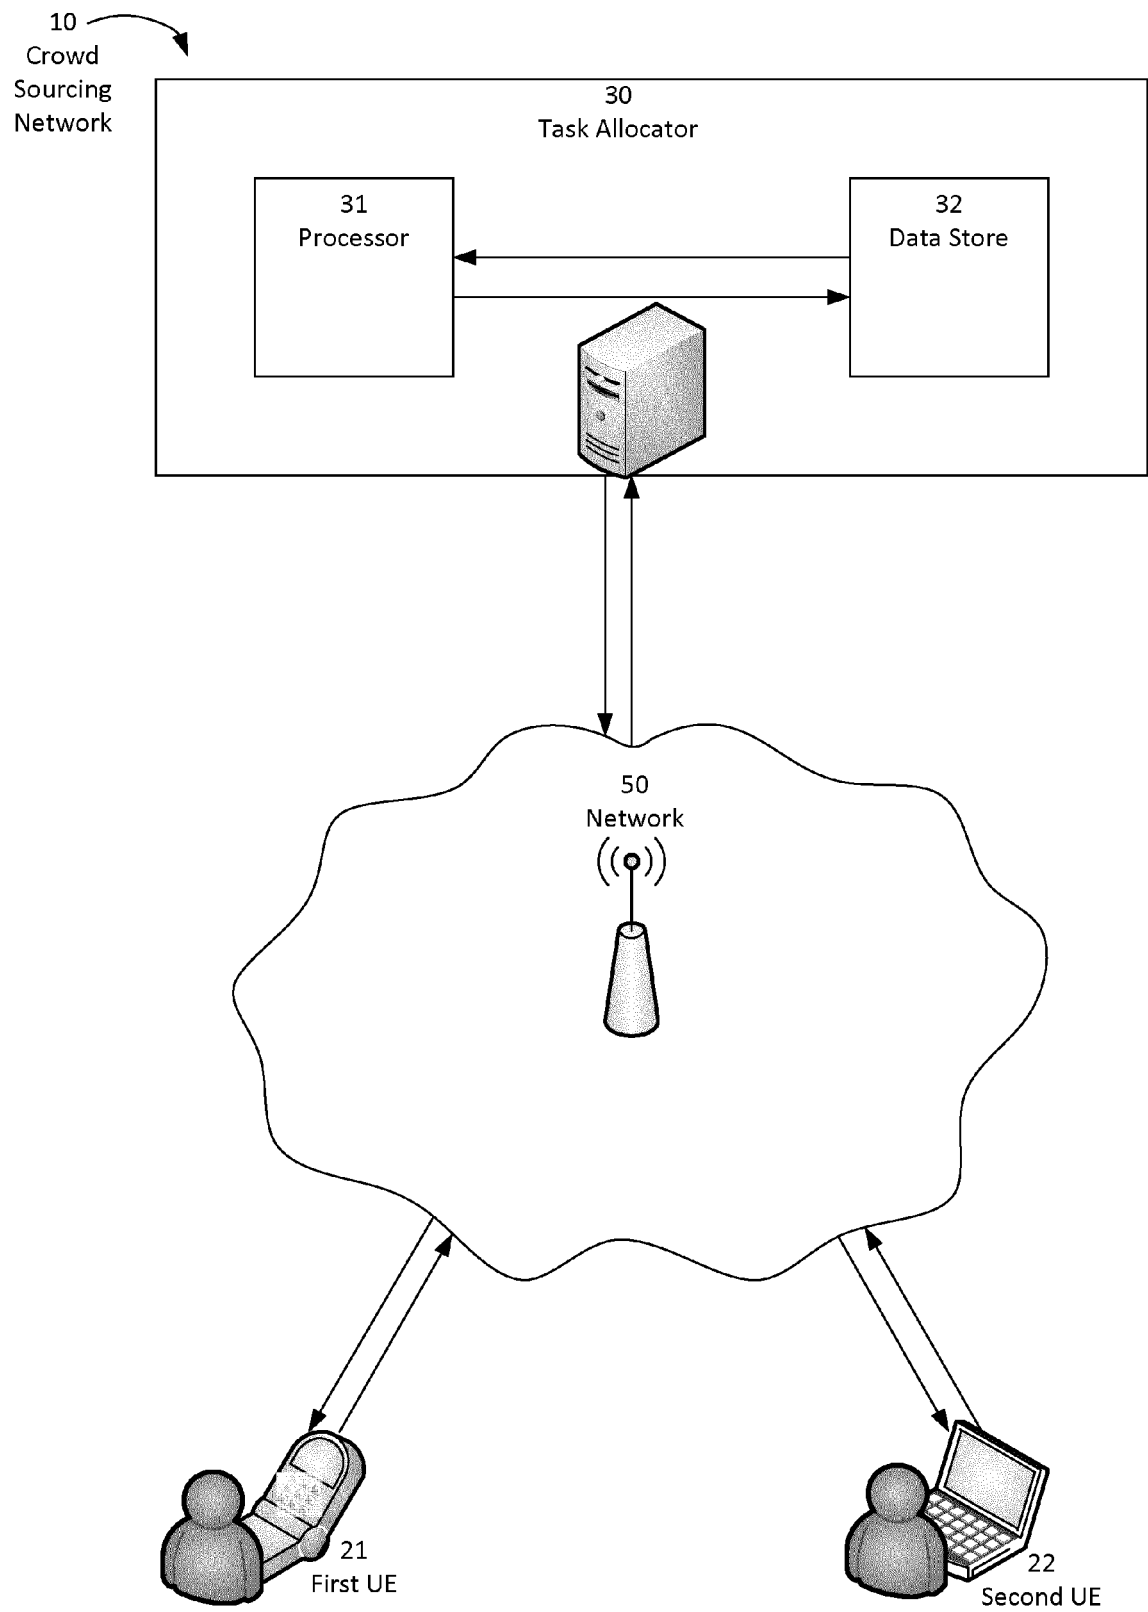 10
Crowd
Sourcing
Network
30
Task Allocator
31
Processor
32
Data Store
50
Network
21
First UE
22
Second UE